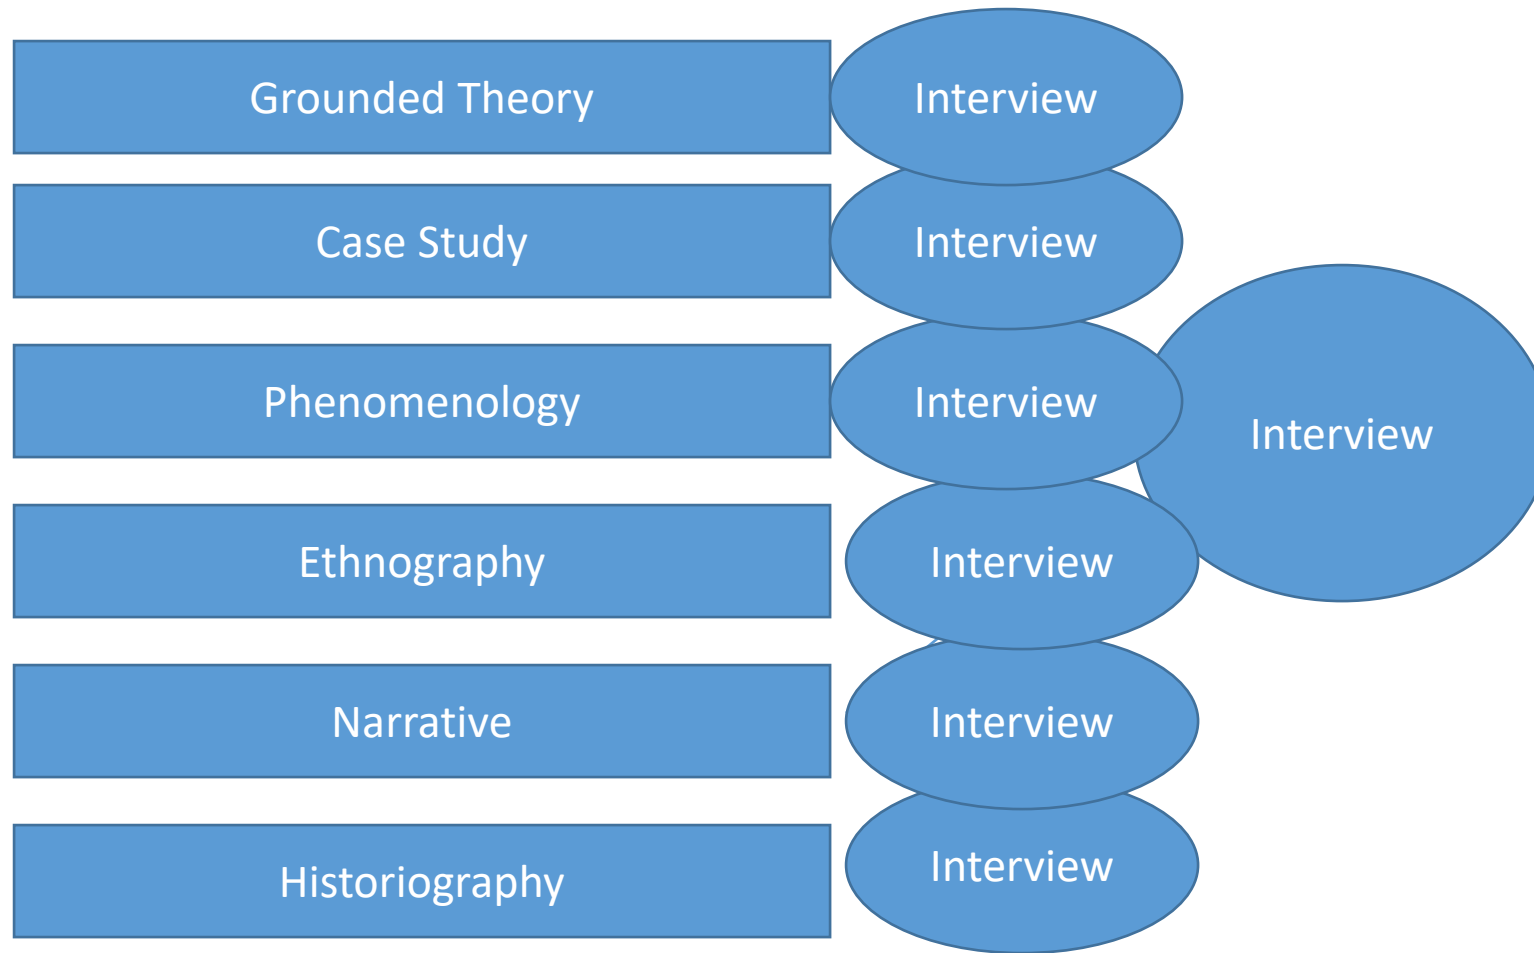 Grounded Theory
Interview
Case Study
Interview
Phenomenology
Interview
Interview
Ethnography
Interview
Narrative
Interview
Historiography
Interview